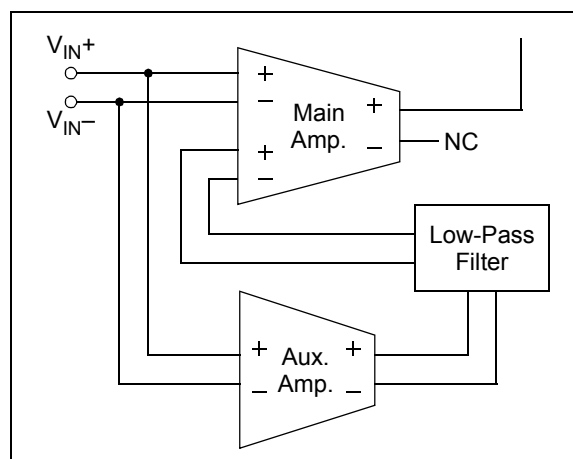 V_IN+
V_IN–
+
–
+
–
Main
Amp.
+
–
NC
Low-Pass
Filter
+
–
Aux.
Amp.
+
–